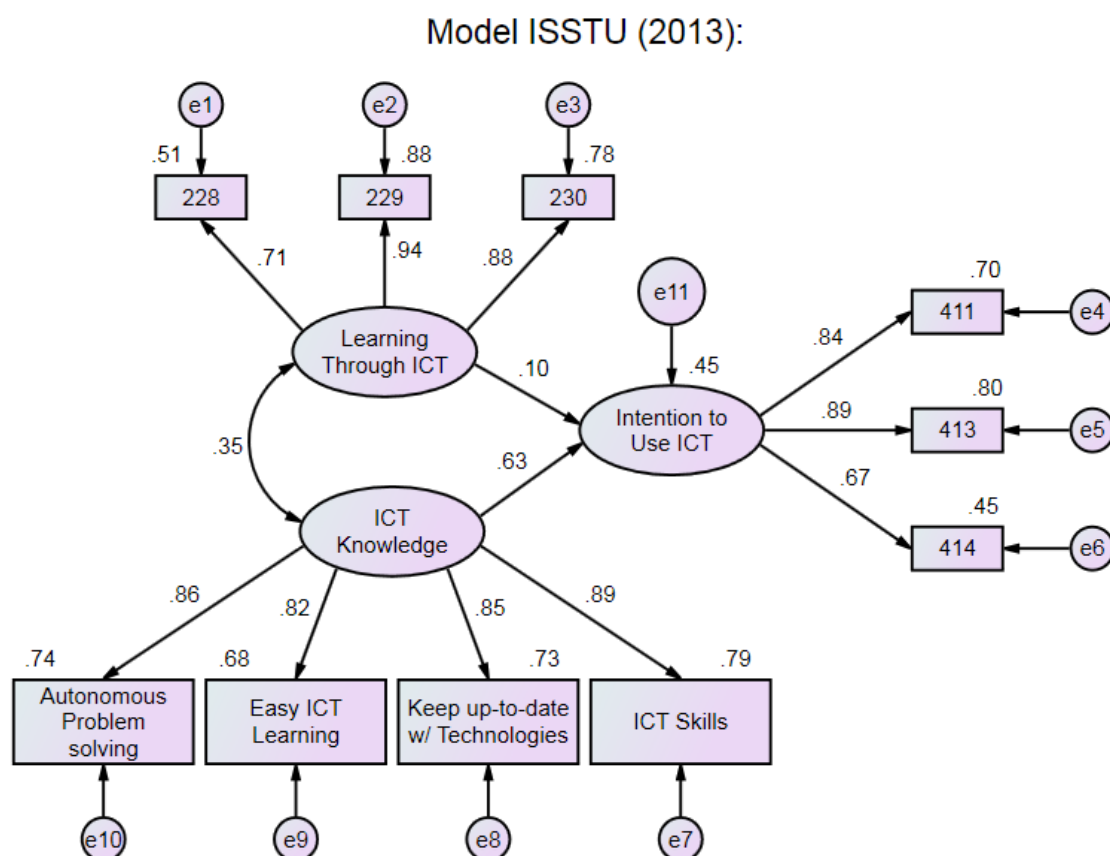 Model ISSTU (2013):
e1
e2
e3
.51
.88
.78
228
229
230
.71
.94
.88
e11
.70
411
e4
Learning
Through ICT
.84
.10
.45
.80
Intention to
Use ICT
.89
413
e5
.35
.63
.67
.45
ICT
Knowledge
414
e6
.86
.82
.85
.89
.74
.68
.73
.79
Autonomous
Problem
solving
Easy ICT
Learning
Keep up-to-date
w/ Technologies
ICT Skills
e10
e9
e8
e7